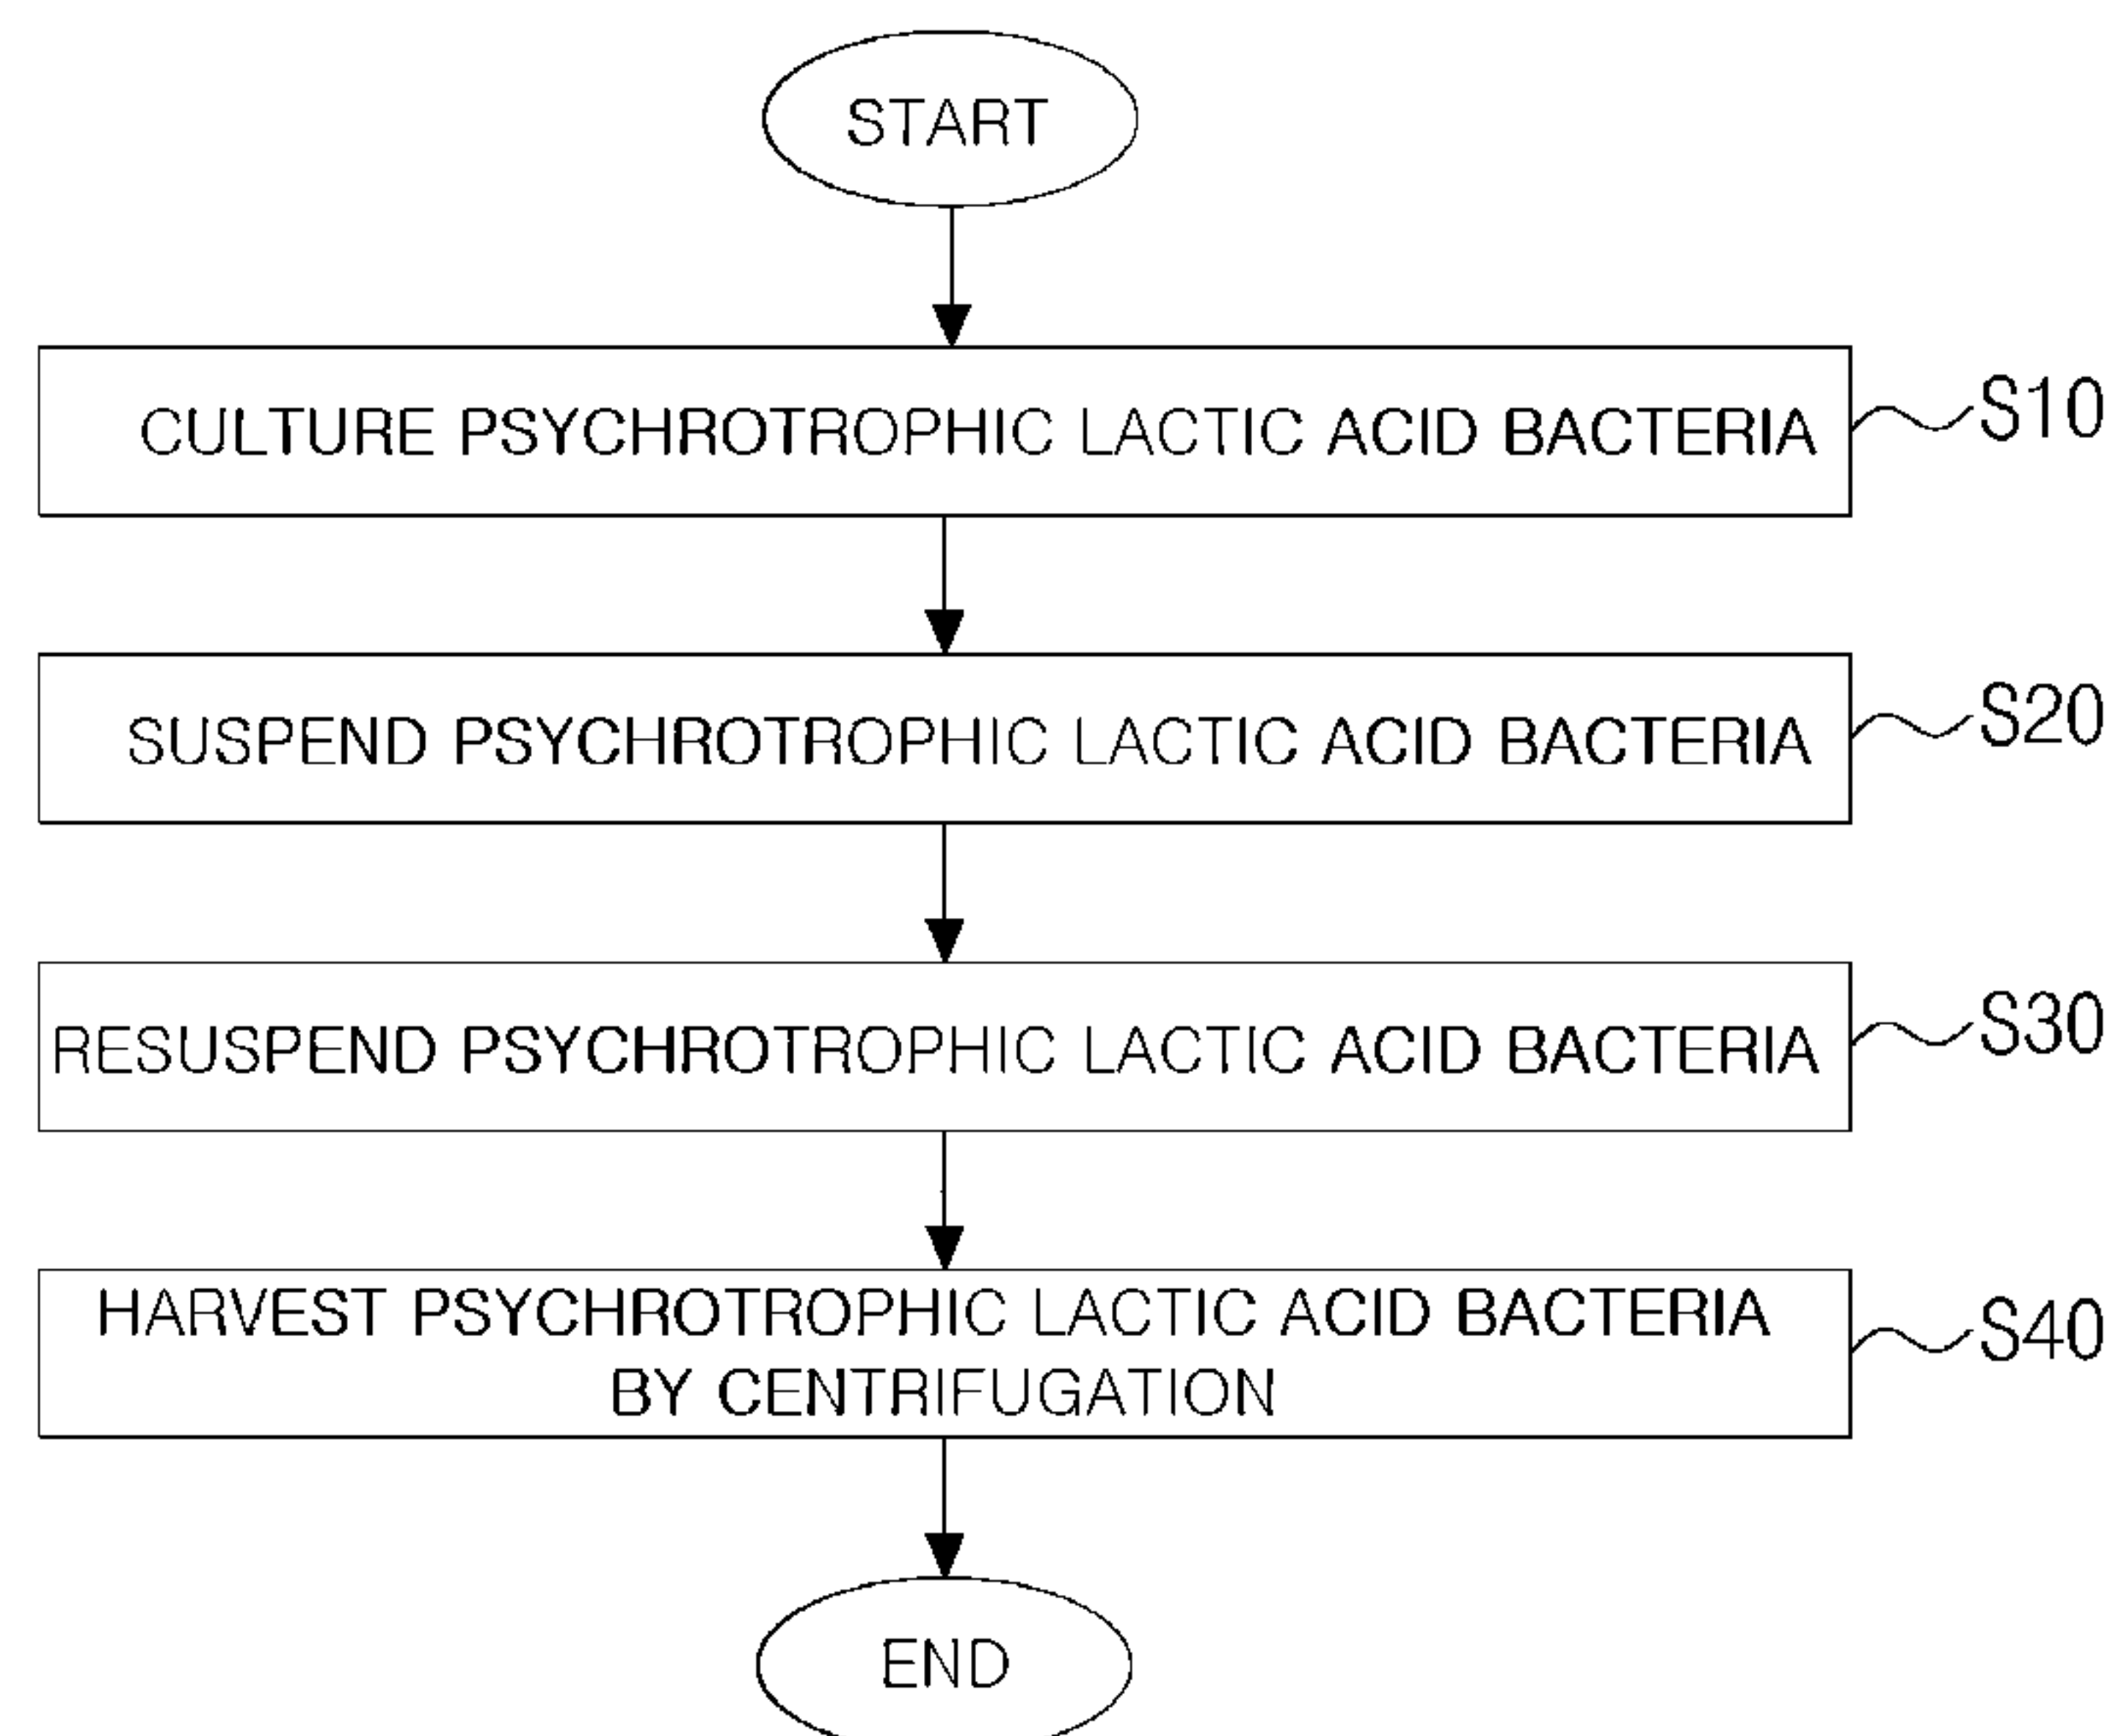 START
CULTURE PSYCHROTROPHIC LACTIC ACID BACTERIA
S10
SUSPEND PSYCHROTROPHIC LACTIC ACID BACTERIA
S20
RESUSPEND PSYCHROTROPHIC LACTIC ACID BACTERIA
S30
HARVEST PSYCHROTROPHIC LACTIC ACID BACTERIA
BY CENTRIFUGATION
S40
END